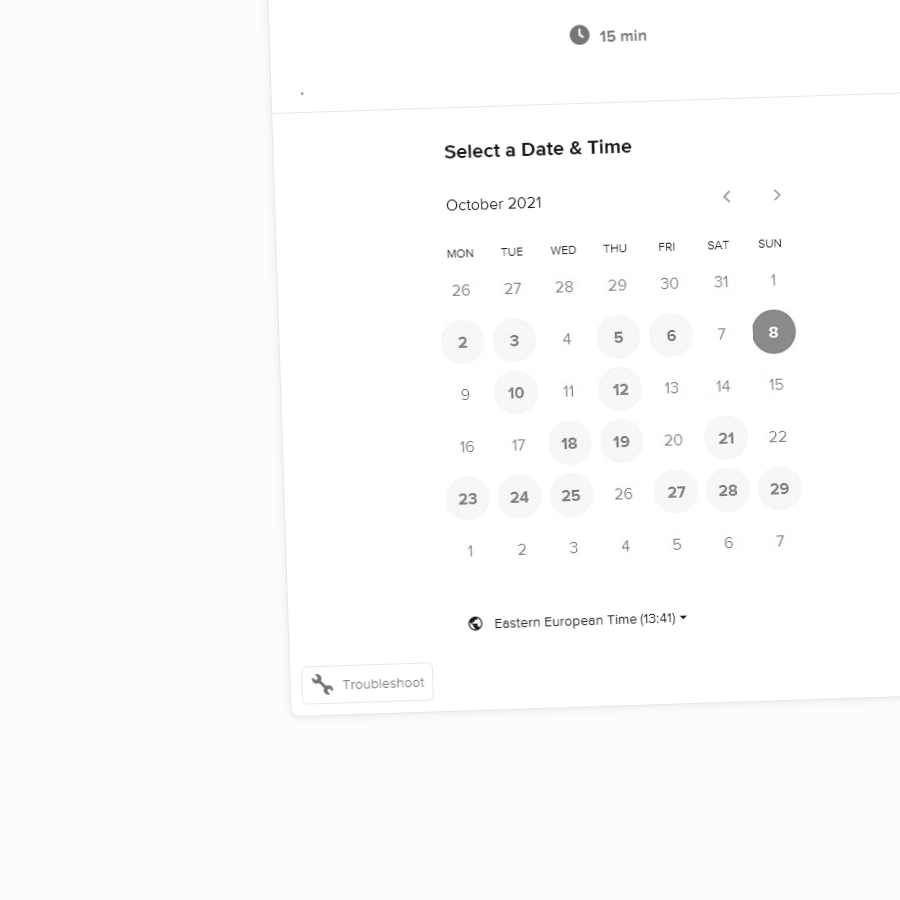 15 min
.
Select a Date & Time
October 2021
MON TUE WED THU FRI SAT SUN
26 27 28 29 30 31 1
2 3 4 5 6 7 8
9 10 11 12 13 14 15
16 17 18 19 20 21 22
23 24 25 26 27 28 29
1 2 3 4 5 6 7
Eastern European Time (13:41)
Troubleshoot